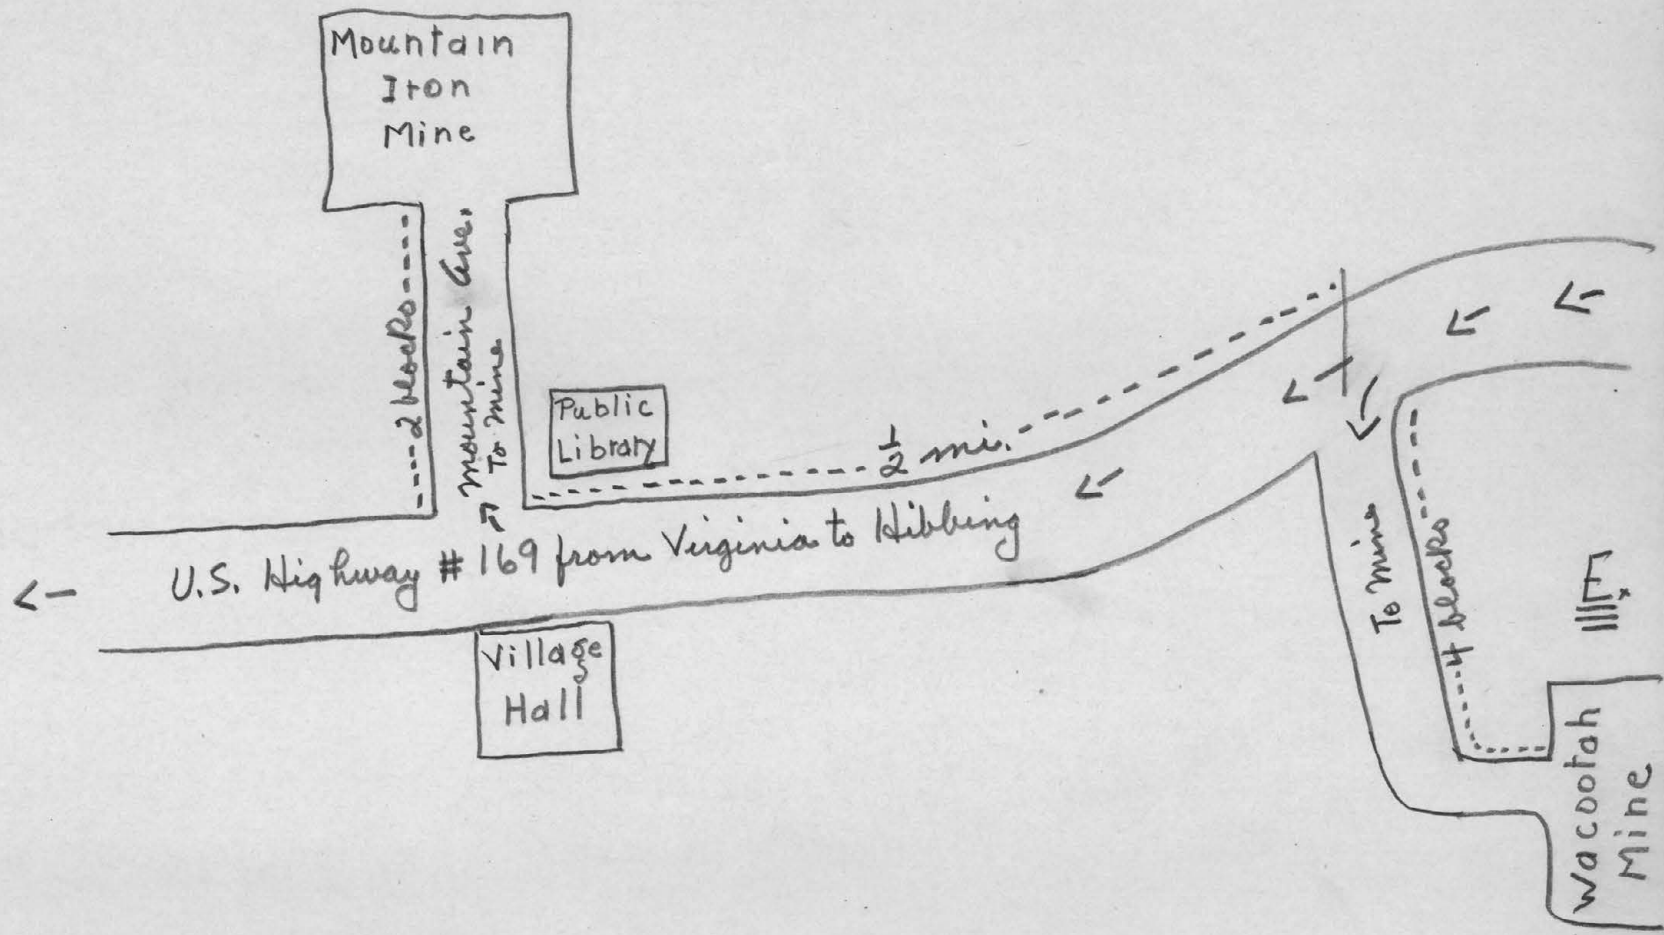 Mountain
Iron
Mine
2 blocks
Mountain Ave.
To mine
Public
Library
1/2 mi.
U.S. Highway #169 from Virginia to Hibbing
Village
Hall
To mine
4 blocks
Wacootah
Mine